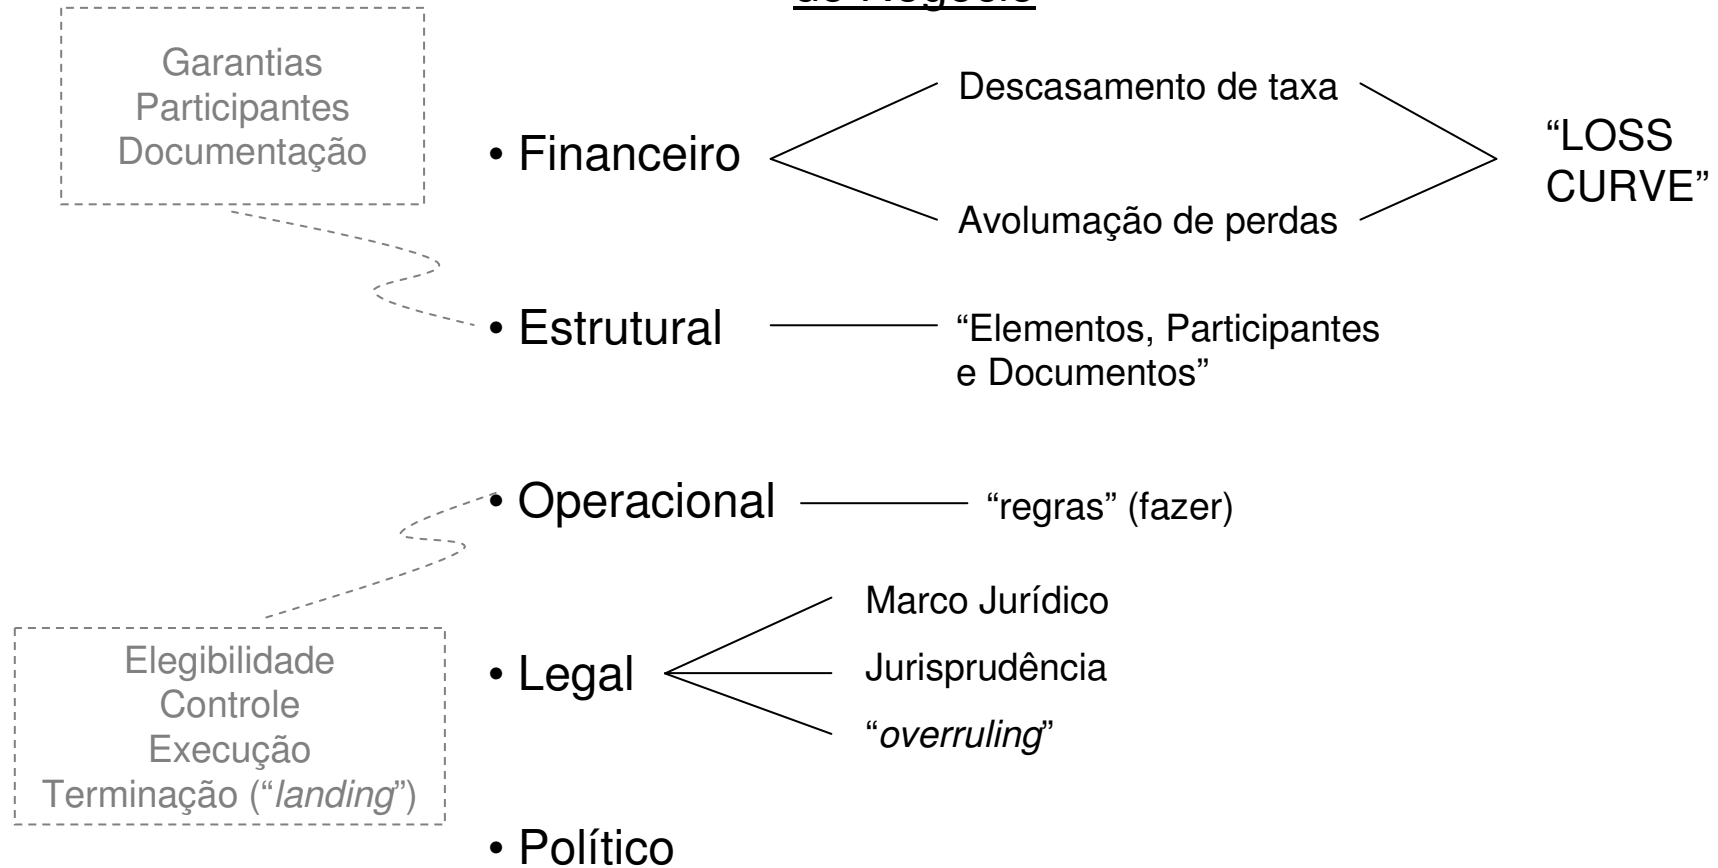 Garantias
Participantes
Documentação
• Financeiro
Descasamento de taxa
Avolumação de perdas
“LOSS
CURVE”
• Estrutural
“Elementos, Participantes
e Documentos”
• Operacional
“regras” (fazer)
Elegibilidade
Controle
Execução
Terminação (“landing”)
• Legal
Marco Jurídico
Jurisprudência
“overruling”
• Político